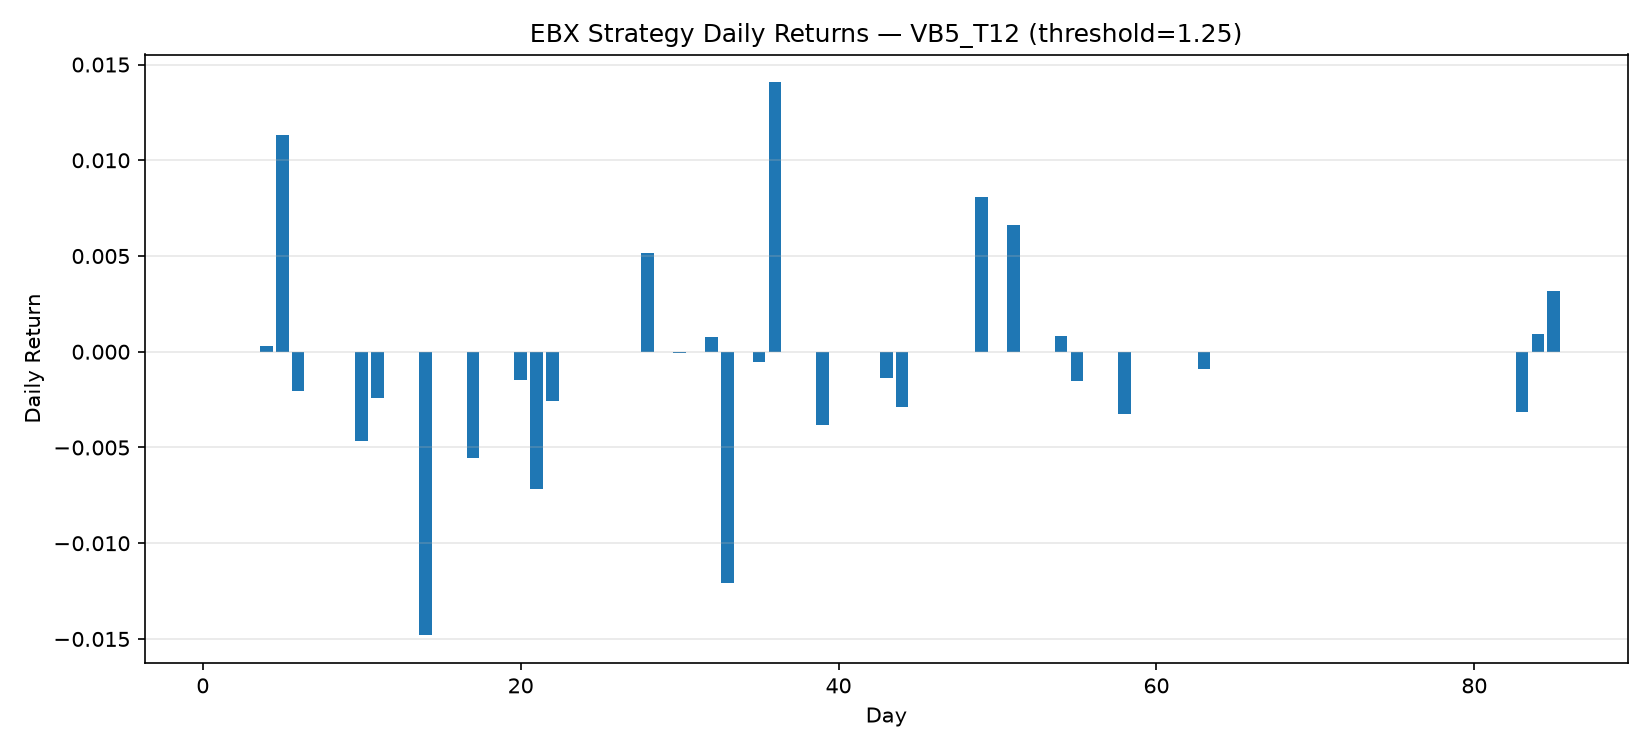 EBX Strategy Daily Returns — VB5_T12 (threshold=1.25)
0.015
0.010
0.005
0.000
−0.005
−0.010
−0.015
Daily Return
0 20 40 60 80
Day